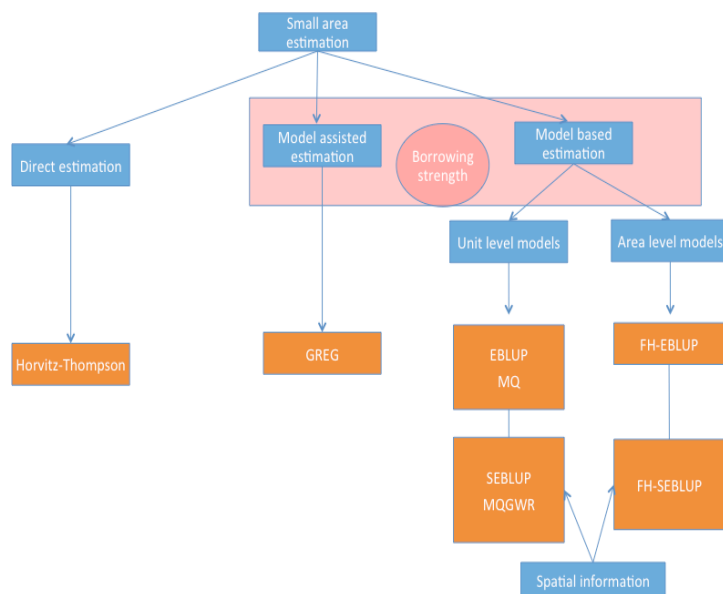 Small area
estimation
Model assisted
estimation
Borrowing
strength
Model based
estimation
Direct estimation
Unit level models
Area level models
Horvitz-Thompson
GREG
EBLUP
MQ
FH-EBLUP
SEBLUP
MQGWR
FH-SEBLUP
Spatial information